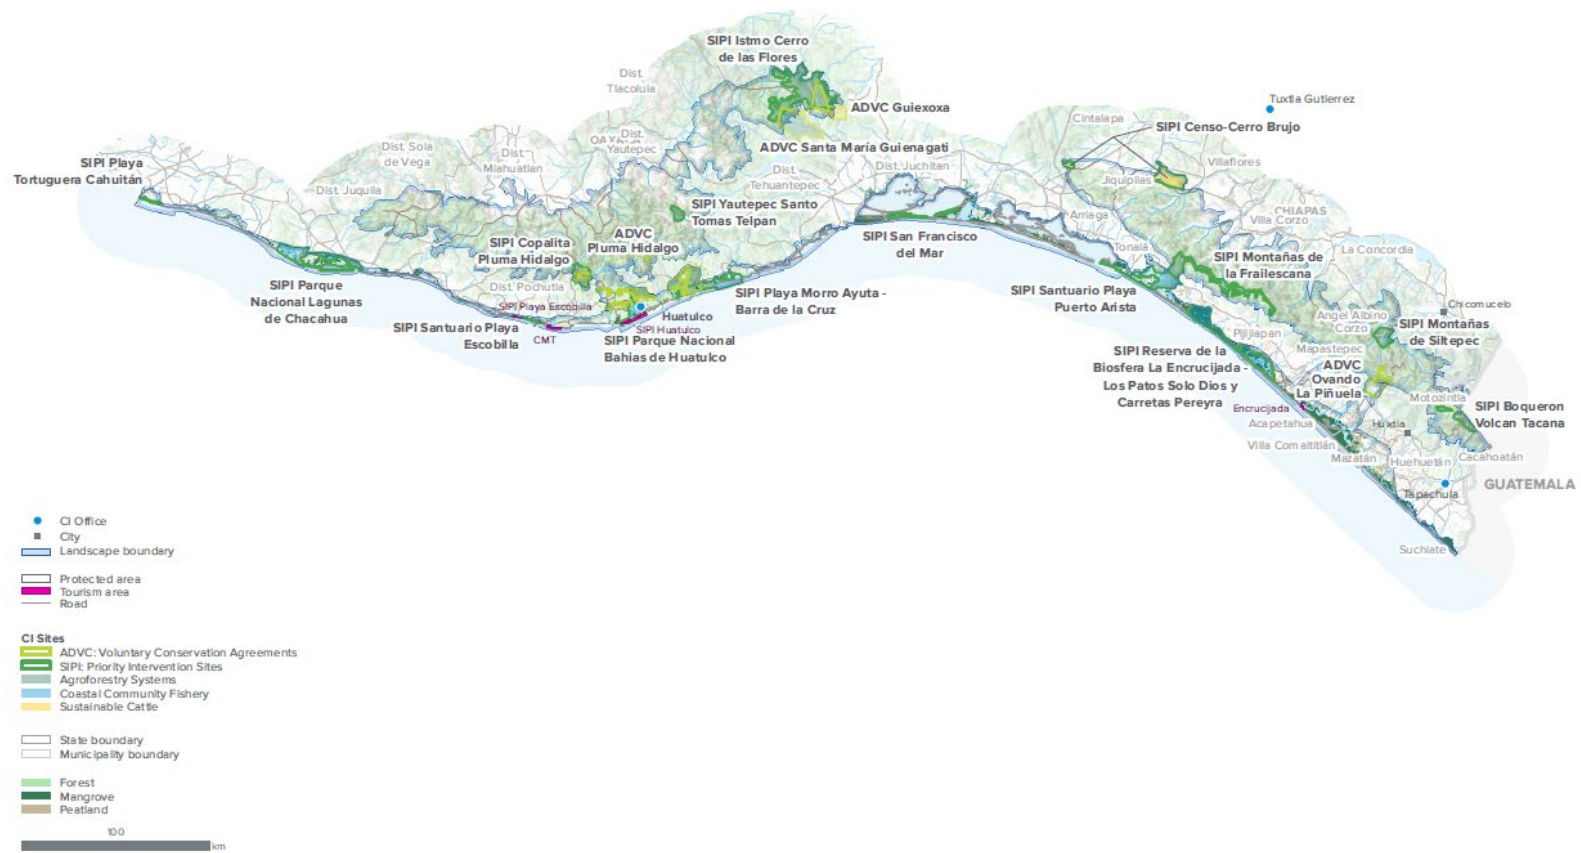 SIPI Istmo Cerro
de las Flores
Dist.
Tlacolula
Tuxtla Gutierrez
ADVC Guiexoxa
Cintalapa
SIPI Censo-Cerro Brujo
OAXACA
Dist.
Yautepec
Dist. Sola
de Vega
Dist.
Miahuatlan
ADVC Santa María Guienagati
SIPI Playa
Tortuguera Cahuitán
Dist. Juchitan
Villaflores
Dist.
Tehuantepec
Jiquipilas
Dist. Juquila
SIPI Yautepec Santo
Tomas Telpan
Arriaga
CHIAPAS
Villa Corzo
ADVC
Pluma Hidalgo
SIPI Copalita
Pluma Hidalgo
SIPI San Francisco
del Mar
Tonalá
La Concordia
SIPI Montañas de
la Frailescana
SIPI Parque
Nacional Lagunas
de Chacahua
Dist. Pochutla
SIPI Playa Morro Ayuta -
Barra de la Cruz
SIPI Santuario Playa
Puerto Arista
Chicomucelo
SIPI Playa Escobilla
Huatulco
SIPI Huatulco
Angel Albino
Corzo
SIPI Montañas
de Siltepec
SIPI Santuario Playa
Escobilla
CMT
SIPI Parque Nacional
Bahias de Huatulco
Pijijiapan
Mapastepec
SIPI Reserva de la
Biosfera La Encrucijada -
Los Patos Solo Dios y
Carretas Pereyra
ADVC
Ovando
La Piñuela
Motozintla
Encrucijada
SIPI Boqueron
Volcan Tacana
Acapetahua
Huixtla
Villa Comaltitlán
Mazatán
Huehuetán
Cacahoatán
GUATEMALA
Tapachula
Suchiate
CI Office
City
Landscape boundary
Protected area
Tourism area
Road
CI Sites
ADVC: Voluntary Conservation Agreements
SIPI: Priority Intervention Sites
Agroforestry Systems
Coastal Community Fishery
Sustainable Cattle
State boundary
Municipality boundary
Forest
Mangrove
Peatland
100
km